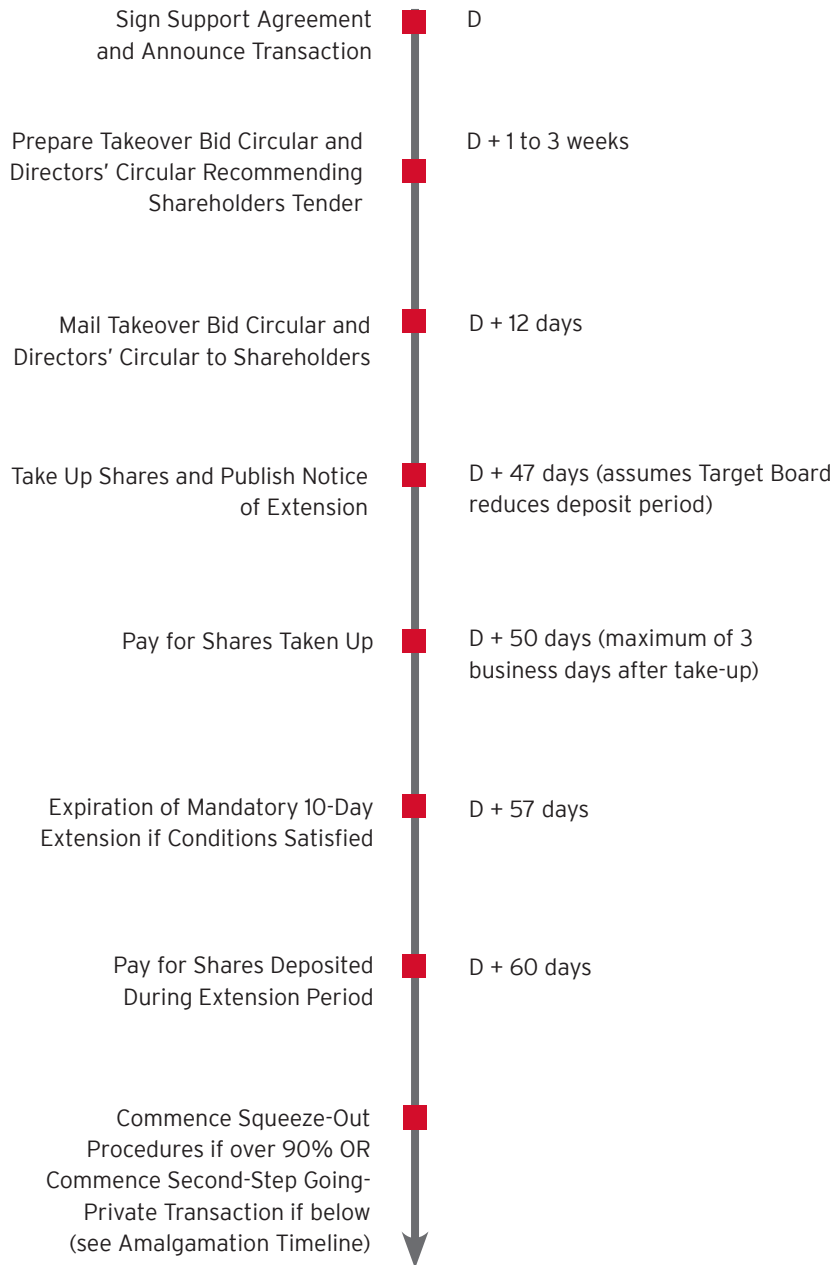 Sign Support Agreement
and Announce Transaction
D
Prepare Takeover Bid Circular and
Directors’ Circular Recommending
Shareholders Tender
D + 1 to 3 weeks
Mail Takeover Bid Circular and
Directors’ Circular to Shareholders
D + 12 days
Take Up Shares and Publish Notice
of Extension
D + 47 days (assumes Target Board
reduces deposit period)
Pay for Shares Taken Up
D + 50 days (maximum of 3
business days after take-up)
Expiration of Mandatory 10-Day
Extension if Conditions Satisfied
D + 57 days
Pay for Shares Deposited
During Extension Period
D + 60 days
Commence Squeeze-Out
Procedures if over 90% OR
Commence Second-Step Going-
Private Transaction if below
(see Amalgamation Timeline)